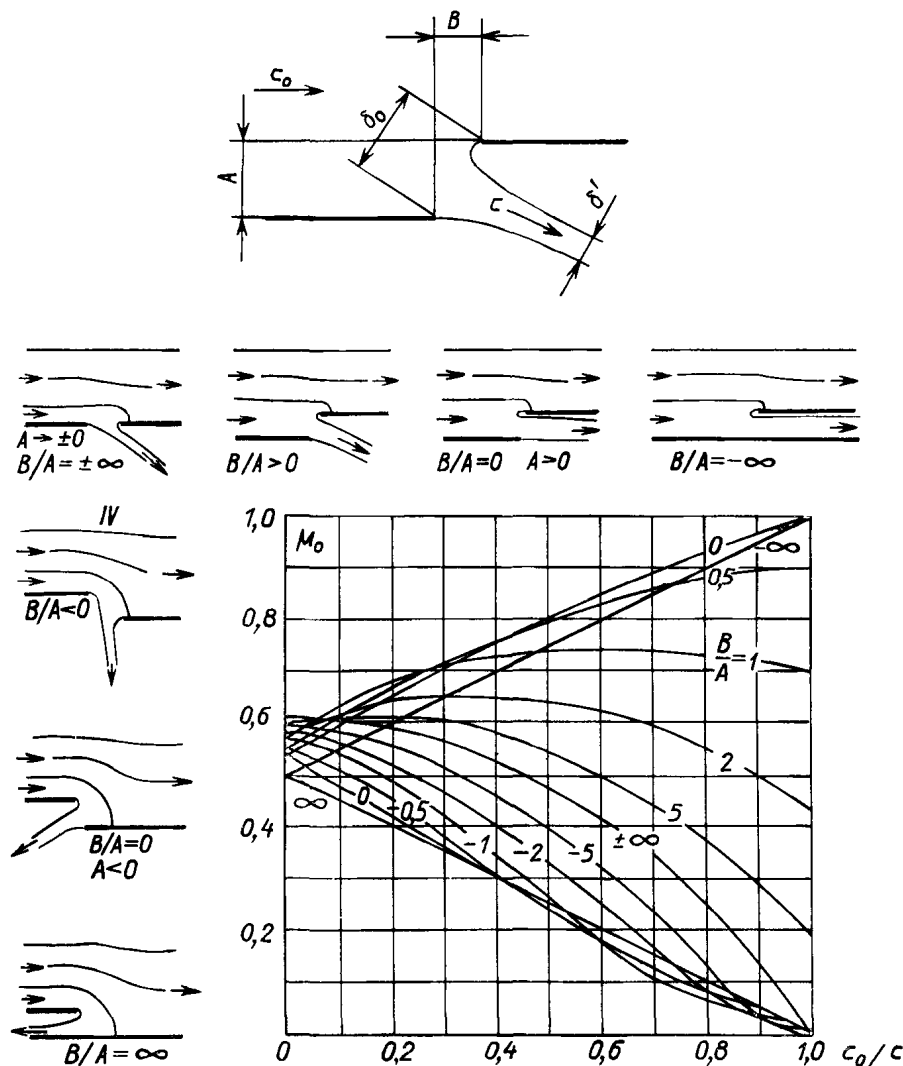 B
c₀
δ₀
A
c
δ'
A → ±0
B/A = ± ∞
B/A > 0
B/A = 0 A > 0
B/A = −∞
IV
B/A < 0
B/A = 0
A < 0
B/A = ∞
1,0
μ₀
0
−∞
0,5
0,8
B/A = 1
0,6
2
∞
0
−0,5
5
±∞
0,4
−1
−2
−5
0,2
0
0,2
0,4
0,6
0,8
1,0
c₀/c